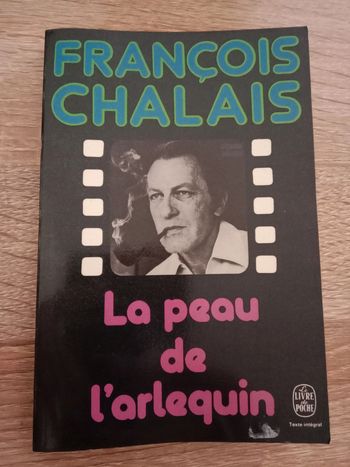 FRANÇOIS
CHALAIS
La peau
de
l'arlequin
Le
LIVRE
de
POCHE
Texte intégral